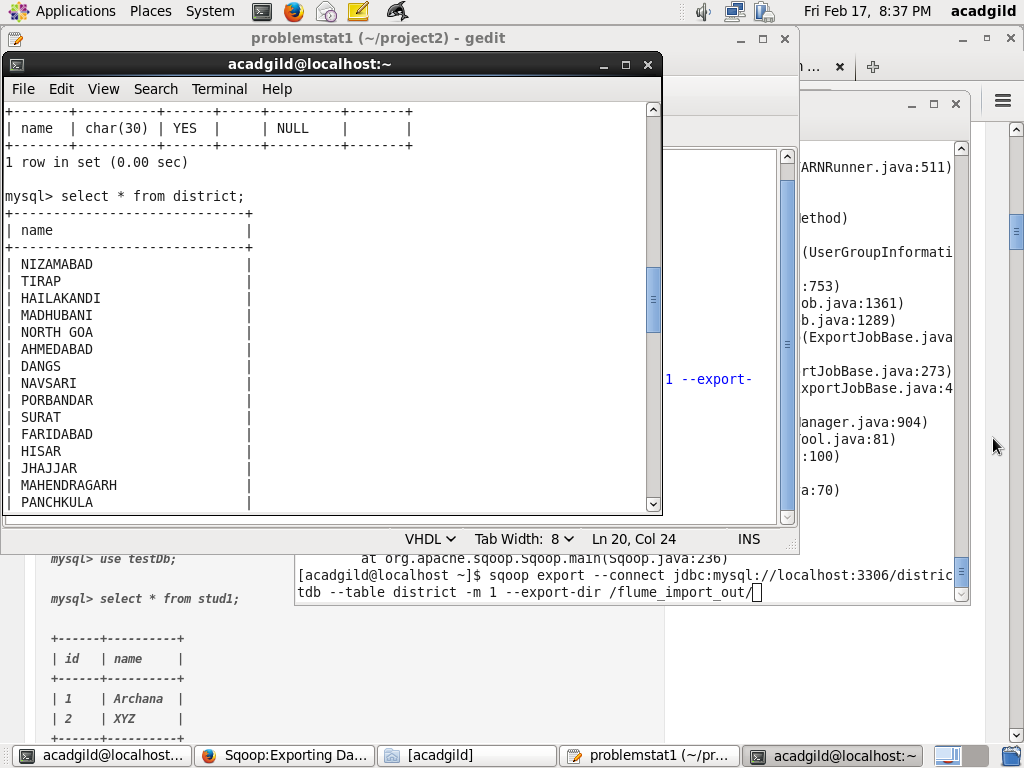 Applications Places System Fri Feb 17, 8:37 PM acadgild
problemstat1 (~/project2) - gedit
acadgild@localhost:~
File Edit View Search Terminal Help
+-------+----------+------+-----+---------+-------+
| name | char(30) | YES | | NULL | |
+-------+----------+------+-----+---------+-------+
1 row in set (0.00 sec)
mysql> select * from district;
+-----------------------------+
| name |
+-----------------------------+
| NIZAMABAD |
| TIRAP |
| HAILAKANDI |
| MADHUBANI |
| NORTH GOA |
| AHMEDABAD |
| DANGS |
| NAVSARI |
| PORBANDAR |
| SURAT |
| FARIDABAD |
| HISAR |
| JHAJJAR |
| MAHENDRAGARH |
| PANCHKULA |
1 --export-
...
ARNRunner.java:511)
ethod)
(UserGroupInformati
:753)
ob.java:1361)
b.java:1289)
(ExportJobBase.java
rtJobBase.java:273)
xportJobBase.java:4
anager.java:904)
ool.java:81)
:100)
a:70)
VHDL Tab Width: 8 Ln 20, Col 24 INS
at org.apache.sqoop.Sqoop.main(Sqoop.java:236)
[acadgild@localhost ~]$ sqoop export --connect jdbc:mysql://localhost:3306/distric
tdb --table district -m 1 --export-dir /flume_import_out/
mysql> use testDb;
mysql> select * from stud1;
+------+----------+
| id | name |
+------+----------+
| 1 | Archana |
| 2 | XYZ |
+------+----------+
acadgild@localhost:... Sqoop:Exporting Da... [acadgild] problemstat1 (~/pr... acadgild@localhost:~